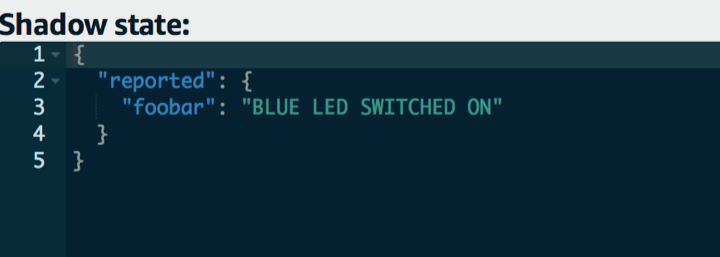 Shadow state:
1 {
2 "reported": {
3 "foobar": "BLUE LED SWITCHED ON"
4 }
5 }